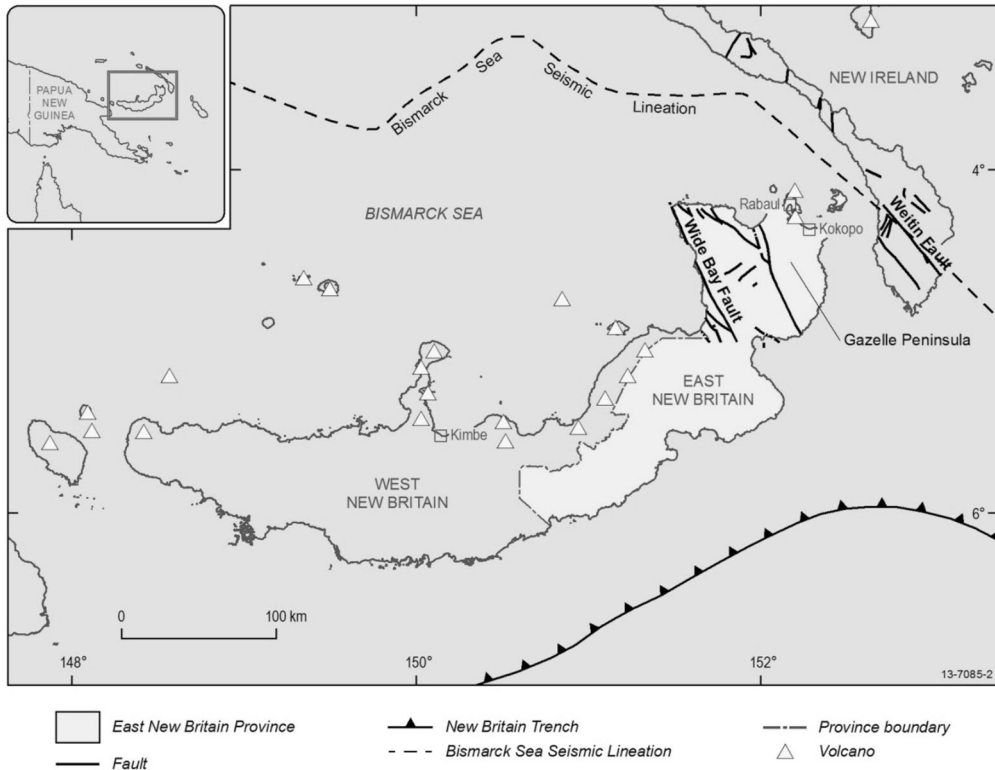 PAPUA
NEW
GUINEA
Bismarck
Sea
Seismic
Lineation
NEW IRELAND
4°
BISMARCK SEA
Rabaul
Kokopo
Weitin Fault
Wide Bay Fault
Gazelle Peninsula
EAST
NEW BRITAIN
Kimbe
WEST
NEW BRITAIN
6°
0
100 km
148°
150°
152°
13-7085-2
East New Britain Province
New Britain Trench
Province boundary
Fault
Bismarck Sea Seismic Lineation
Volcano